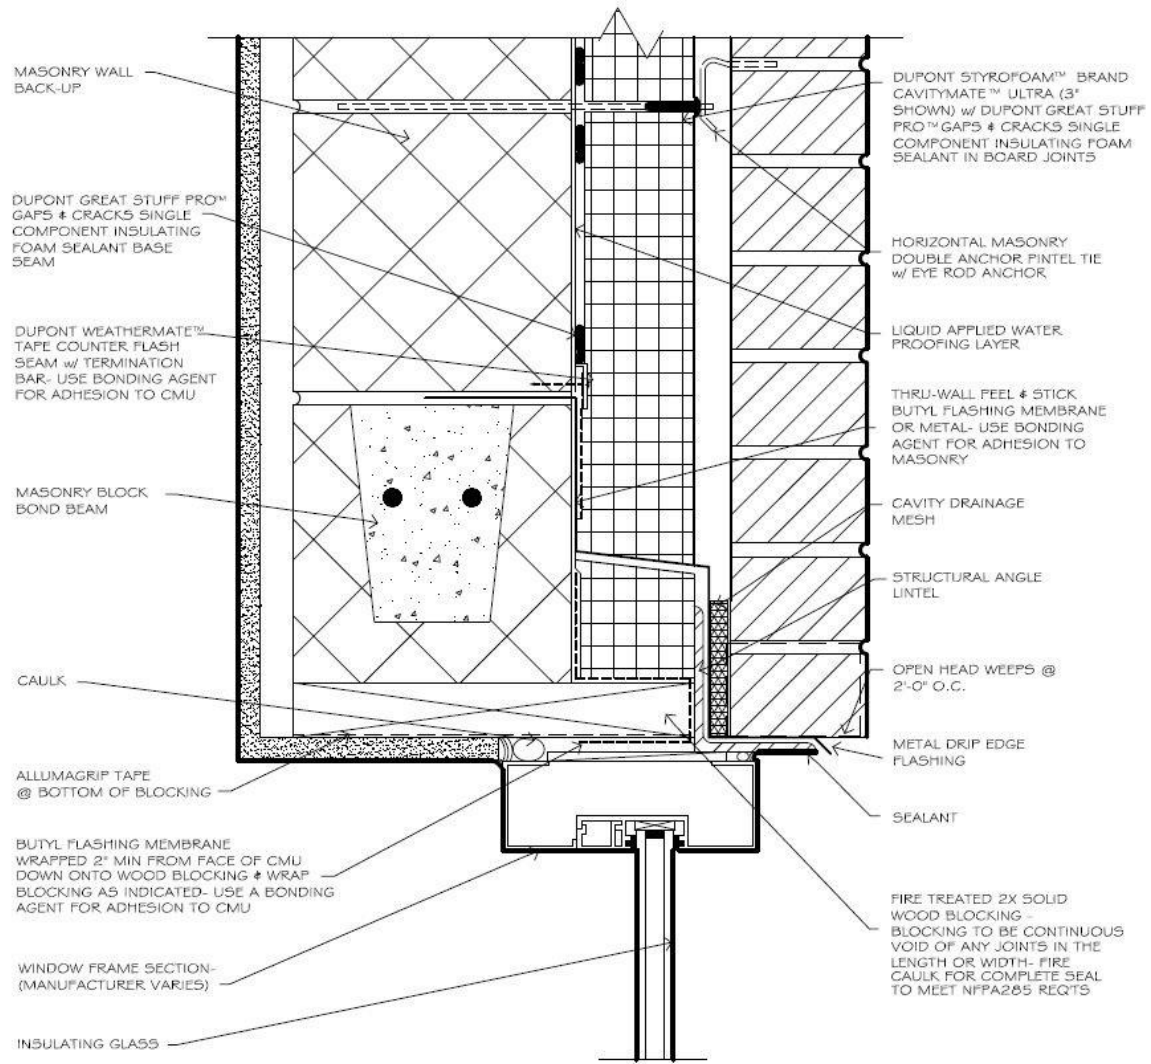 MASONRY WALL
BACK-UP
DUPONT GREAT STUFF PRO™
GAPS & CRACKS SINGLE
COMPONENT INSULATING
FOAM SEALANT BASE
SEAM
DUPONT WEATHERMATE™
TAPE COUNTER FLASH
SEAM w/ TERMINATION
BAR- USE BONDING AGENT
FOR ADHESION TO CMU
MASONRY BLOCK
BOND BEAM
CAULK
ALLUMAGRIP TAPE
@ BOTTOM OF BLOCKING
BUTYL FLASHING MEMBRANE
WRAPPED 2" MIN FROM FACE OF CMU
DOWN ONTO WOOD BLOCKING & WRAP
BLOCKING AS INDICATED- USE A BONDING
AGENT FOR ADHESION TO CMU
WINDOW FRAME SECTION-
(MANUFACTURER VARIES)
INSULATING GLASS
DUPONT STYROFOAM™ BRAND
CAVITYMATE™ ULTRA (3"
SHOWN) w/ DUPONT GREAT STUFF
PRO™ GAPS & CRACKS SINGLE
COMPONENT INSULATING FOAM
SEALANT IN BOARD JOINTS
HORIZONTAL MASONRY
DOUBLE ANCHOR PINTEL TIE
w/ EYE ROD ANCHOR
LIQUID APPLIED WATER
PROOFING LAYER
THRU-WALL PEEL & STICK
BUTYL FLASHING MEMBRANE
OR METAL- USE BONDING
AGENT FOR ADHESION TO
MASONRY
CAVITY DRAINAGE
MESH
STRUCTURAL ANGLE
LINTEL
OPEN HEAD WEEPS @
2'-0" O.C.
METAL DRIP EDGE
FLASHING
SEALANT
FIRE TREATED 2X SOLID
WOOD BLOCKING -
BLOCKING TO BE CONTINUOUS
VOID OF ANY JOINTS IN THE
LENGTH OR WIDTH- FIRE
CAULK FOR COMPLETE SEAL
TO MEET NFPA285 REQ'TS